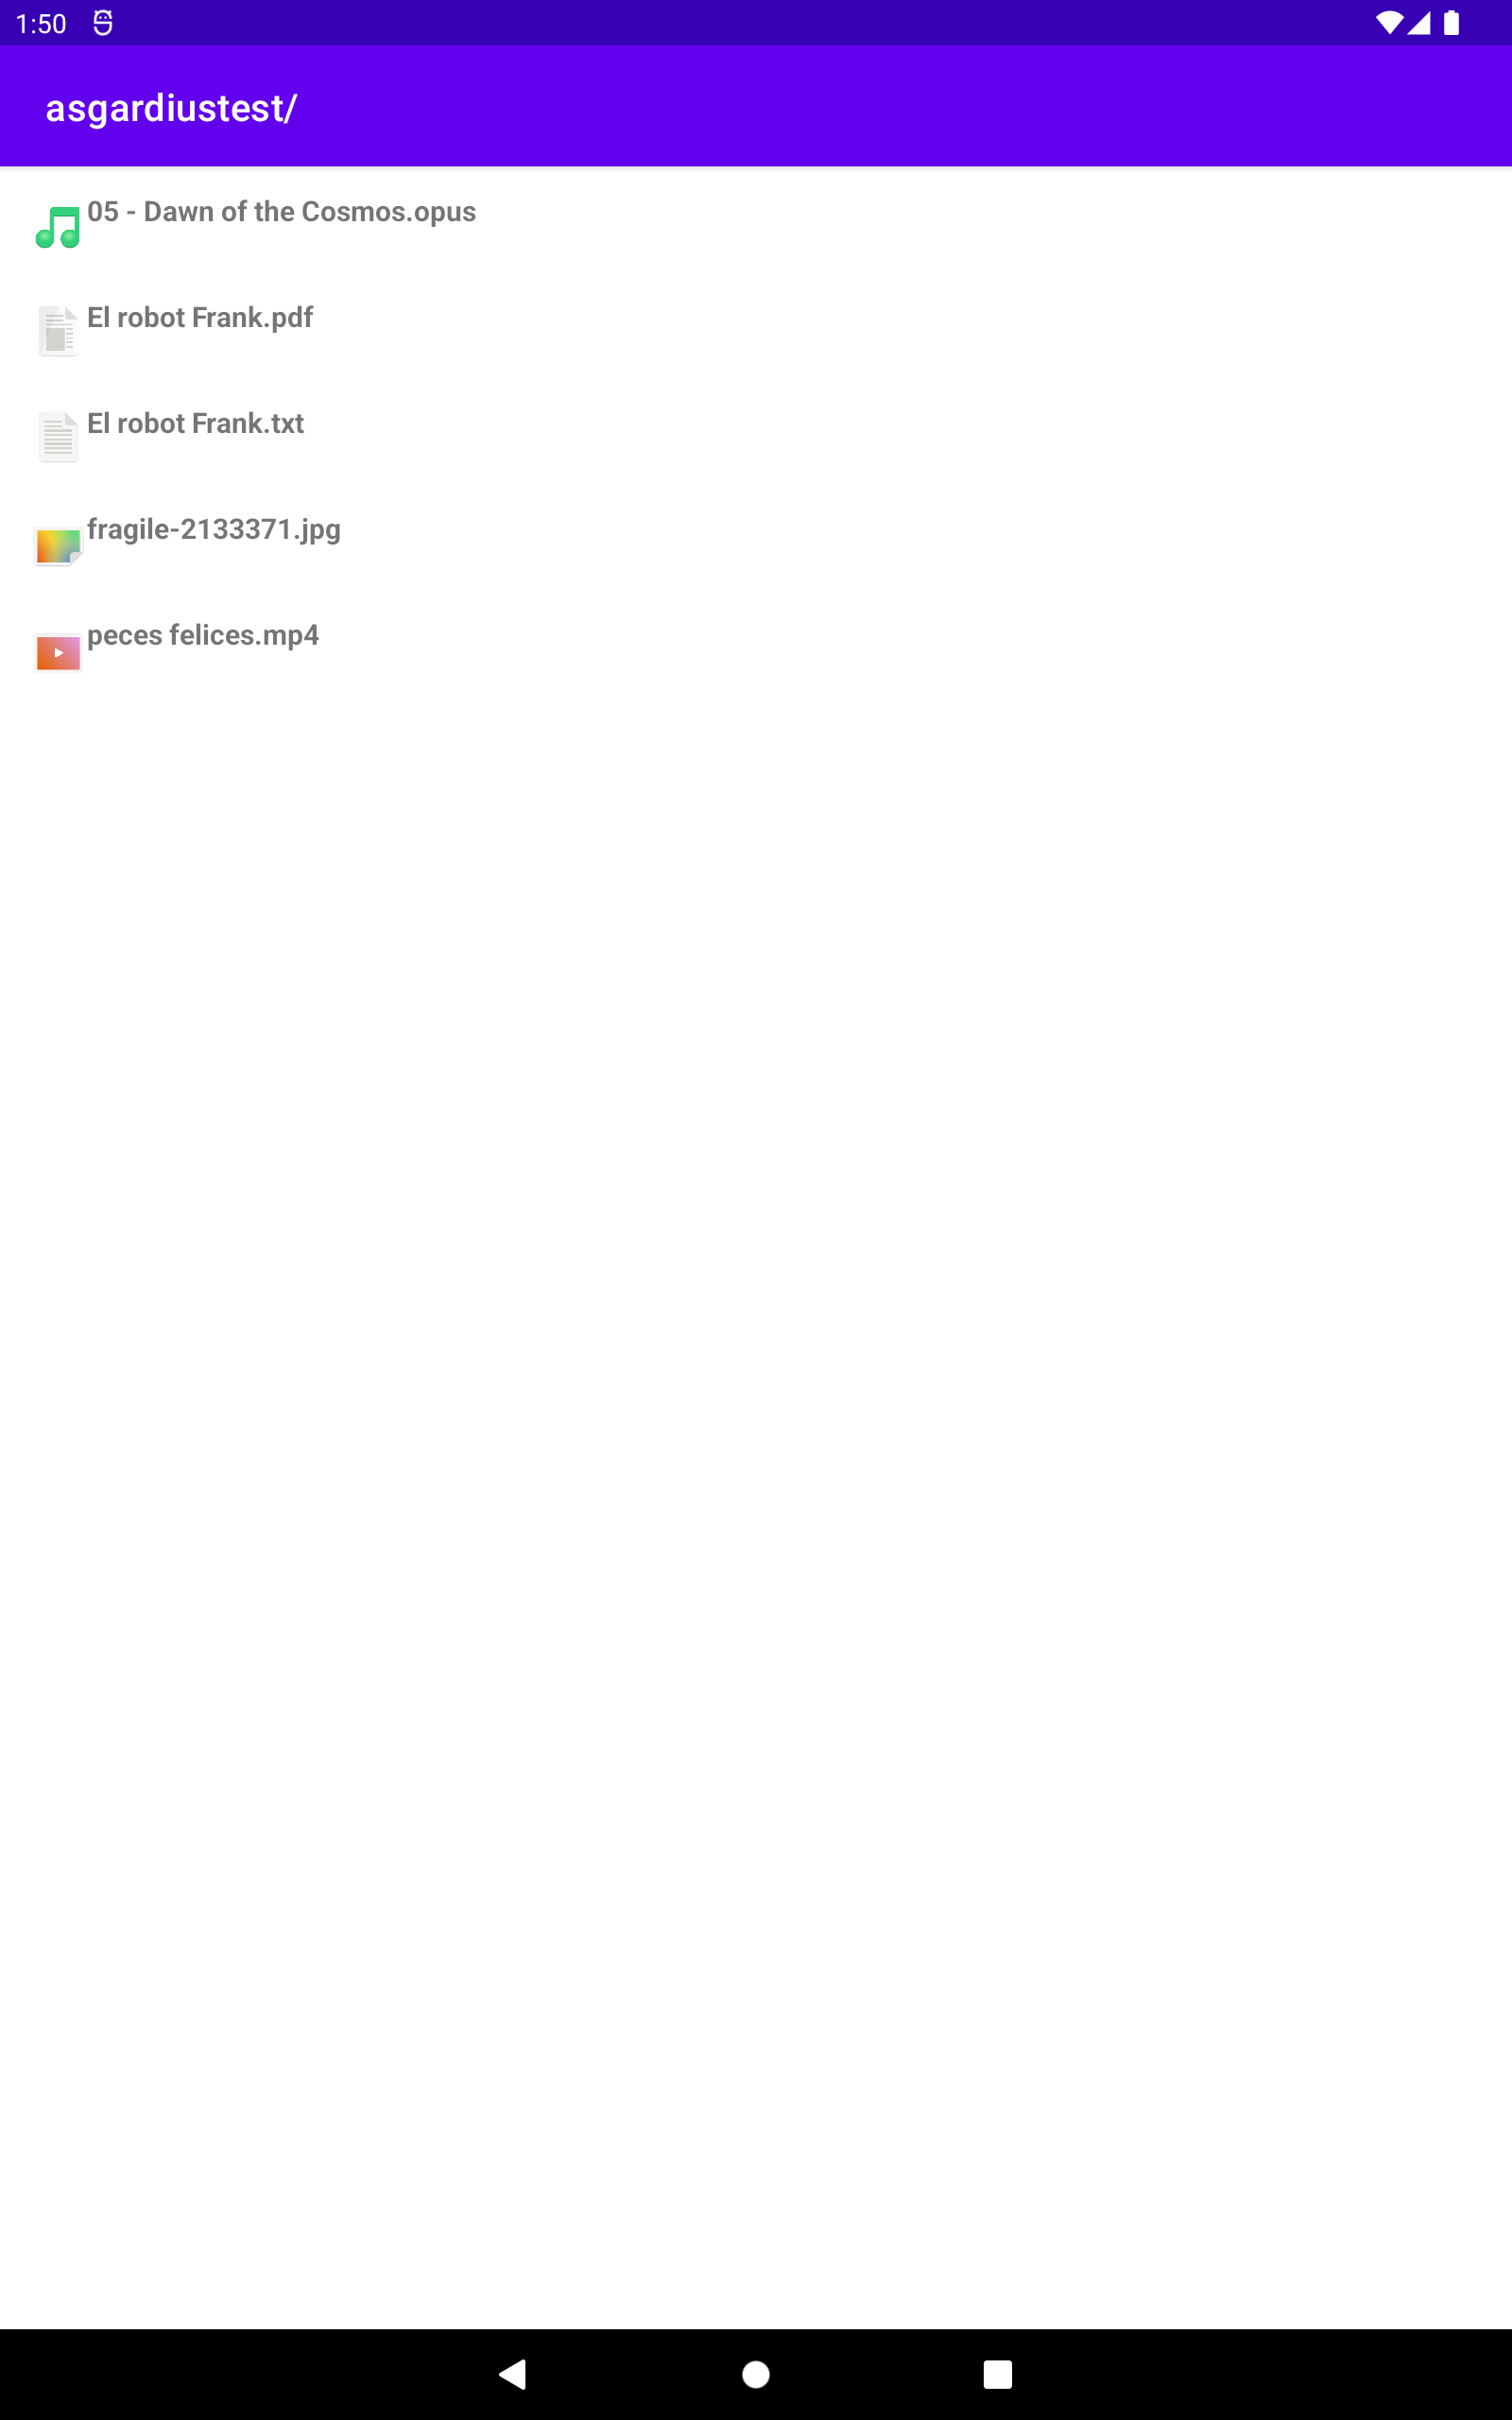 1:50
asgardiustest/
05 - Dawn of the Cosmos.opus
El robot Frank.pdf
El robot Frank.txt
fragile-2133371.jpg
peces felices.mp4